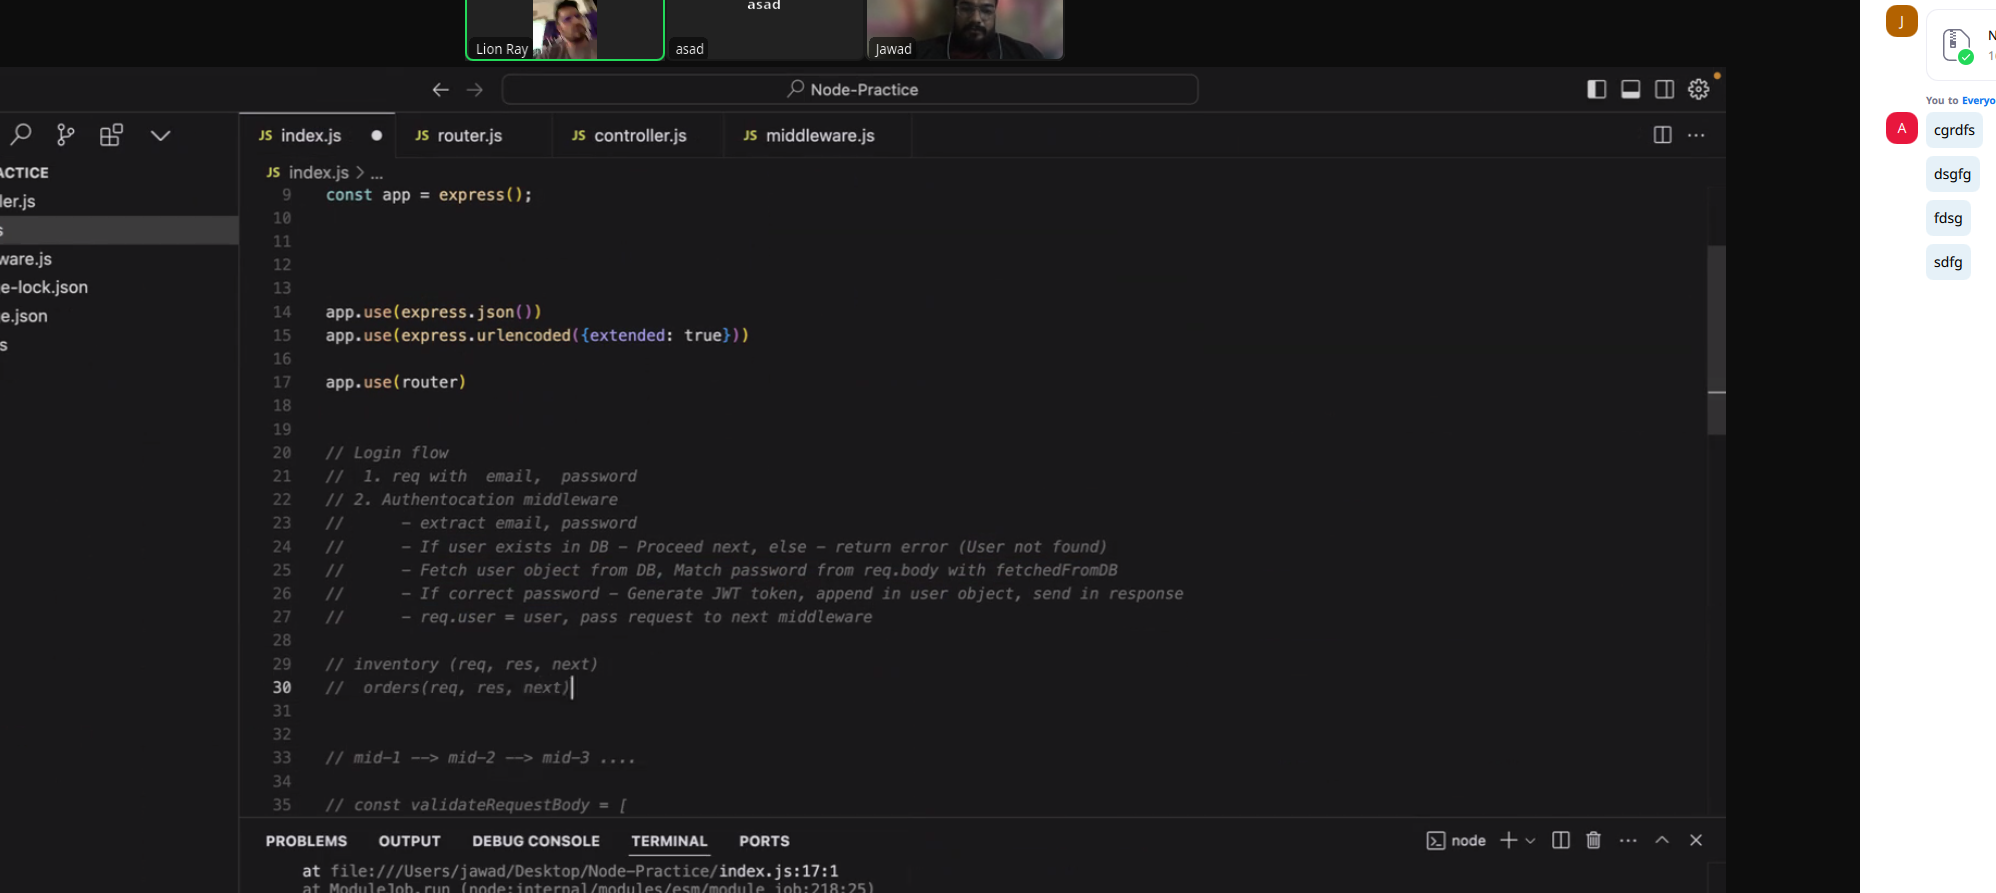 asad
Lion Ray
asad
Jawad
Node-Practice
JS index.js
JS router.js
JS controller.js
JS middleware.js
JS index.js > ...
ACTICE
ler.js
s
ware.js
e-lock.json
e.json
s
9 const app = express();
10
11
12
13
14 app.use(express.json())
15 app.use(express.urlencoded({extended: true}))
16
17 app.use(router)
18
19
20 // Login flow
21 //  1. req with  email,  password
22 // 2. Authentocation middleware
23 //      - extract email, password
24 //      - If user exists in DB - Proceed next, else - return error (User not found)
25 //      - Fetch user object from DB, Match password from req.body with fetchedFromDB
26 //      - If correct password - Generate JWT token, append in user object, send in response
27 //      - req.user = user, pass request to next middleware
28
29 // inventory (req, res, next)
30 //  orders(req, res, next)
31
32
33 // mid-1 --> mid-2 --> mid-3 ....
34
35 // const validateRequestBody = [
PROBLEMS OUTPUT DEBUG CONSOLE TERMINAL PORTS
node
at file:///Users/jawad/Desktop/Node-Practice/index.js:17:1
at ModuleJob.run (node:internal/modules/esm/module_job:218:25)
J
N
You to Everyo
A
cgrdfs
dsgfg
fdsg
sdfg